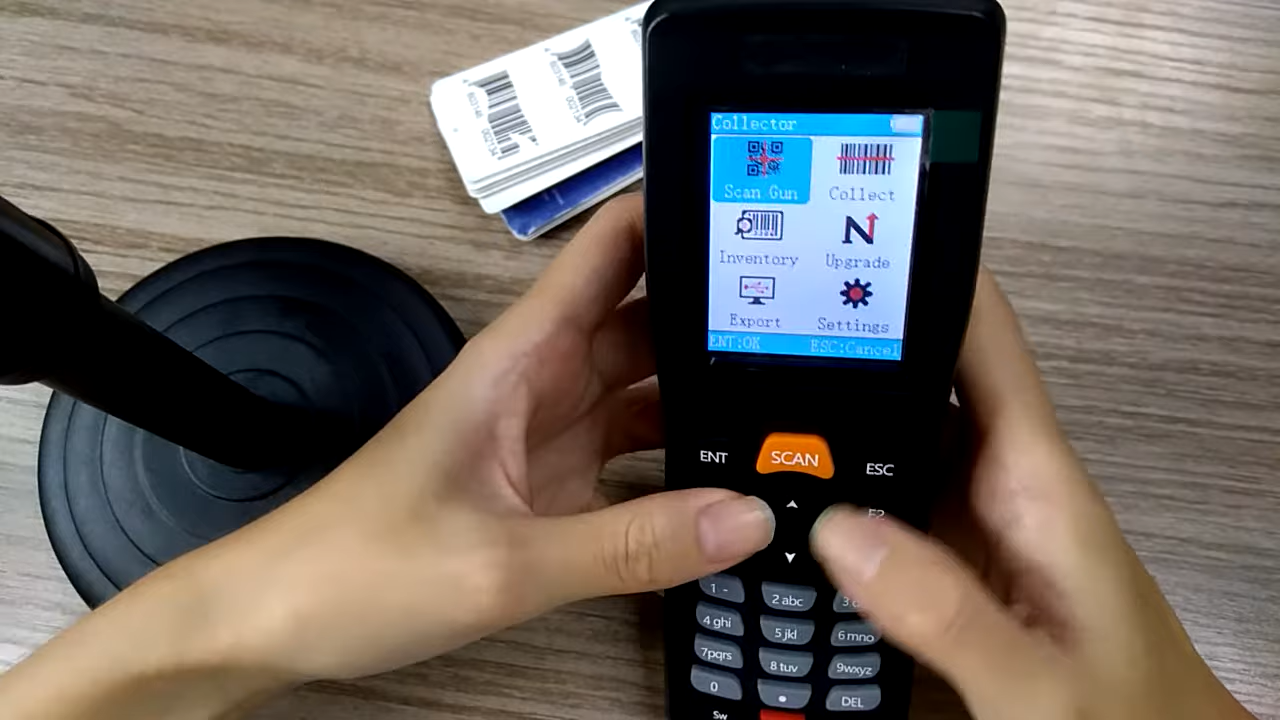 Collector
Scan Gun
Collect
Inventory
Upgrade
Export
Settings
ENT:OK
ESC:Cancel
ENT
SCAN
ESC
1 -
2 abc
3
4 ghi
5 jkl
6 mno
7pqrs
8 tuv
9wxyz
0
DEL
Sw